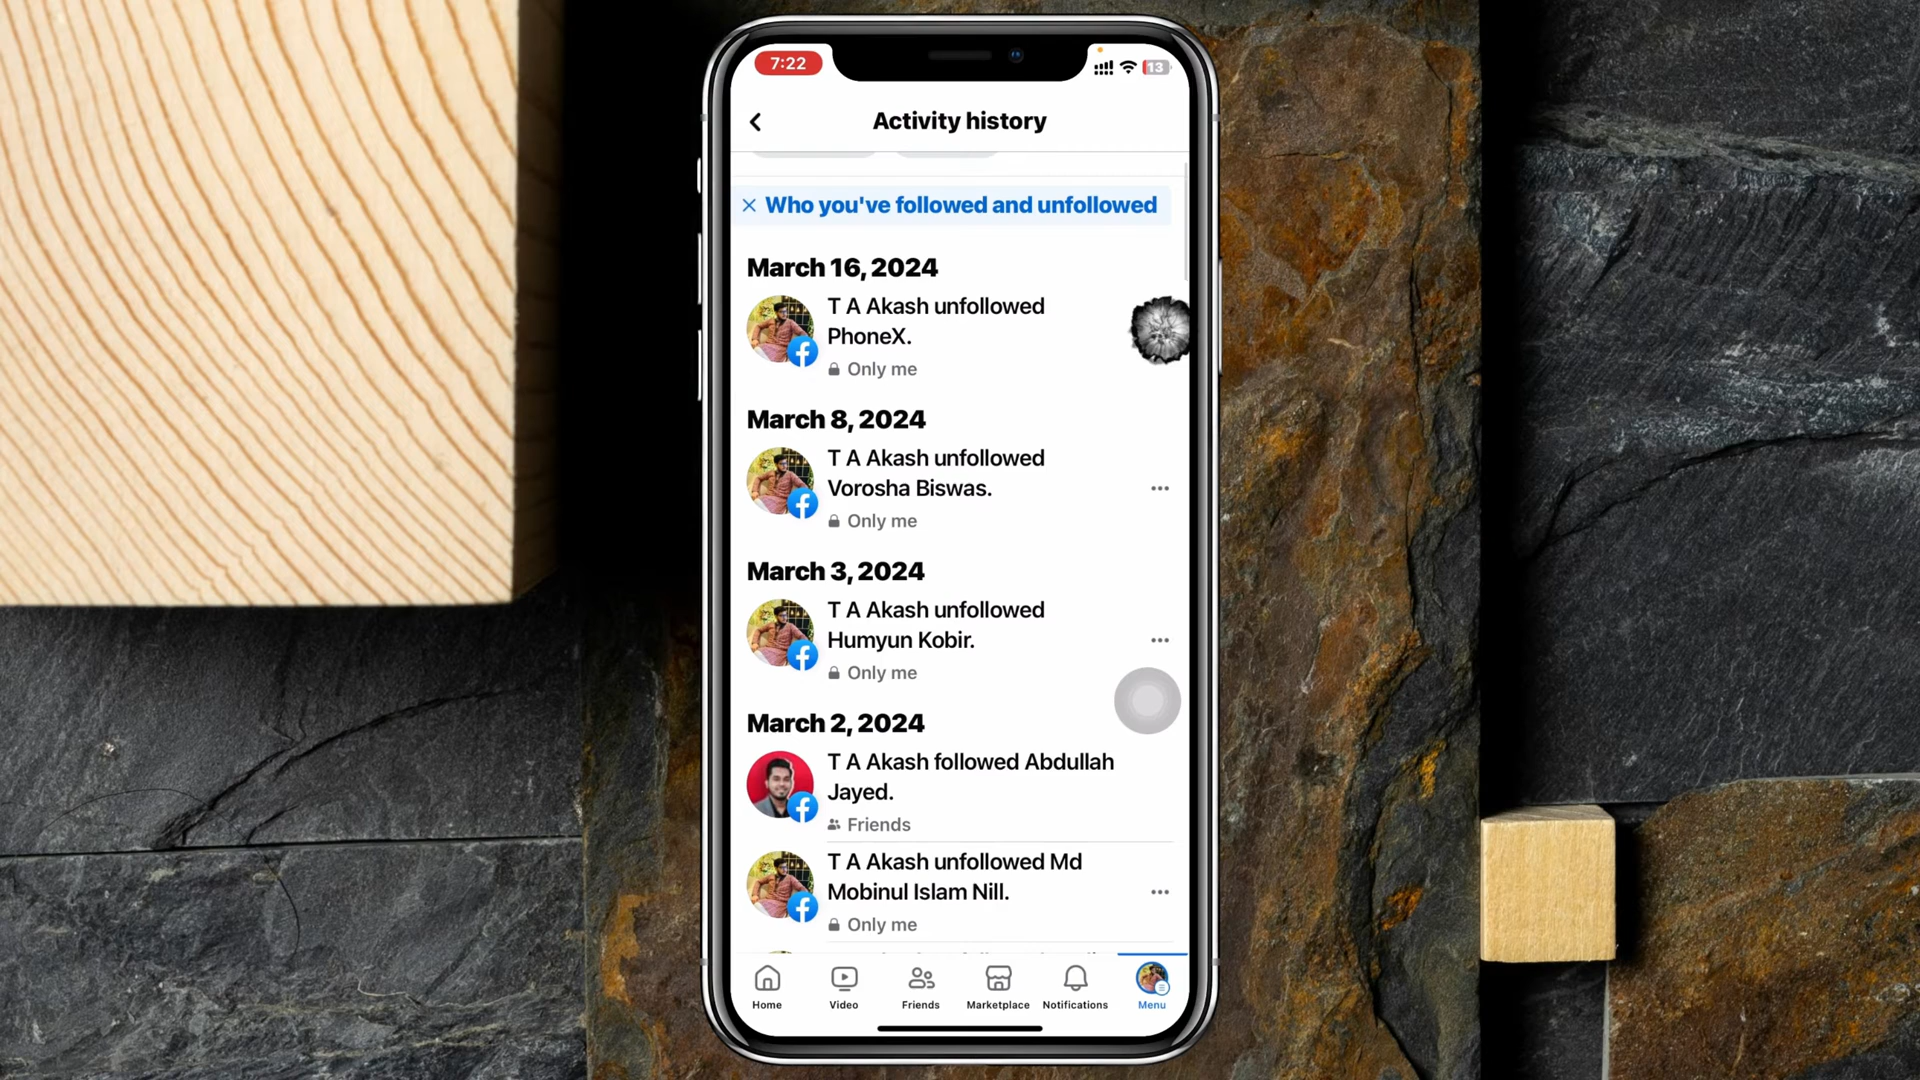 7:22
13
Activity history
Who you've followed and unfollowed
March 16, 2024
T A Akash unfollowed
PhoneX.
Only me
March 8, 2024
T A Akash unfollowed
Vorosha Biswas.
Only me
March 3, 2024
T A Akash unfollowed
Humyun Kobir.
Only me
March 2, 2024
T A Akash followed Abdullah
Jayed.
Friends
T A Akash unfollowed Md
Mobinul Islam Nill.
Only me
Home Video Friends Marketplace Notifications Menu